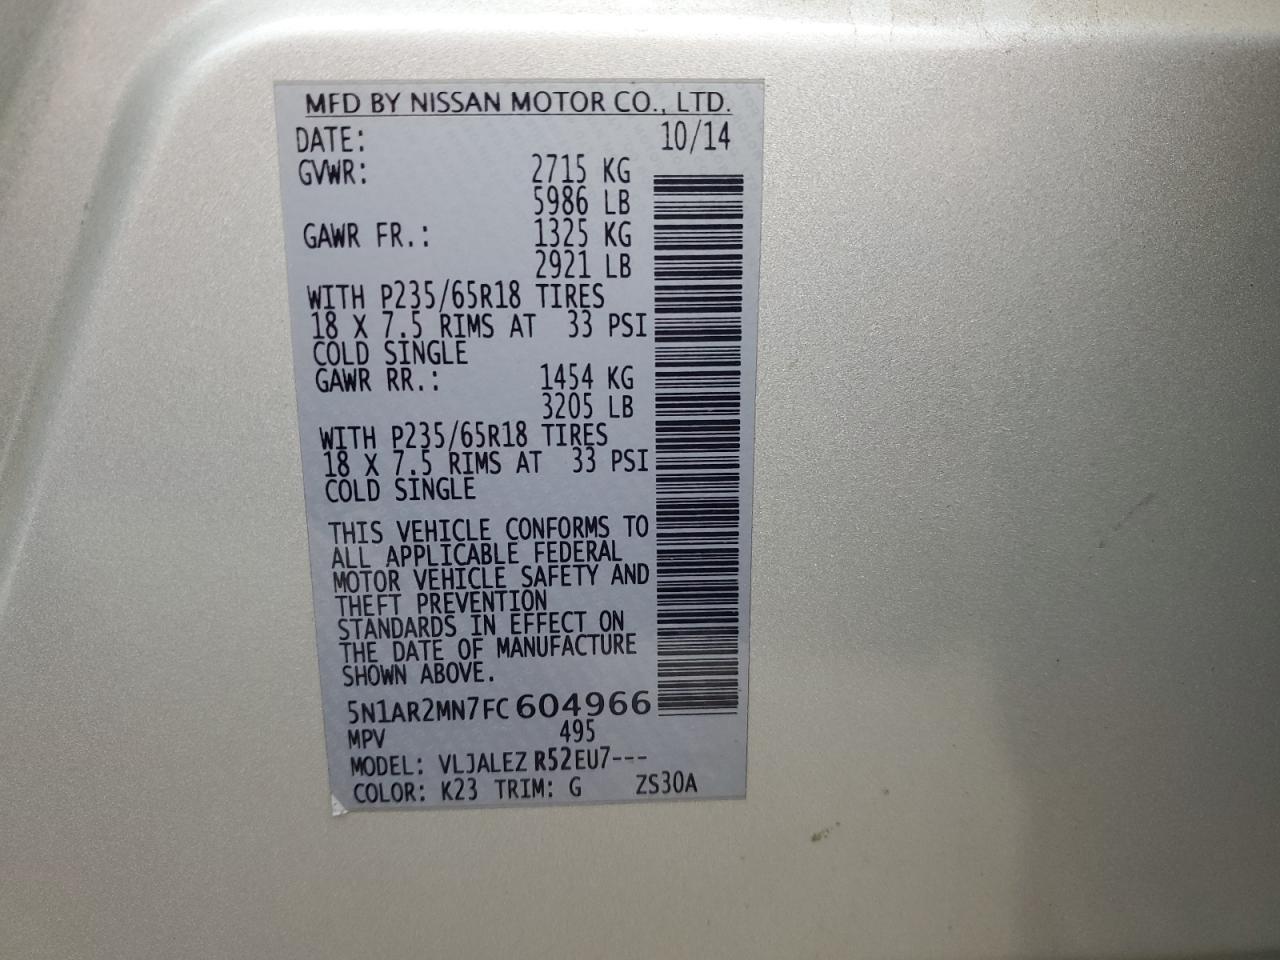 MFD BY NISSAN MOTOR CO., LTD.
DATE: 10/14
GVWR: 2715 KG
5986 LB
GAWR FR.: 1325 KG
2921 LB
WITH P235/65R18 TIRES
18 X 7.5 RIMS AT 33 PSI
COLD SINGLE
GAWR RR.: 1454 KG
3205 LB
WITH P235/65R18 TIRES
18 X 7.5 RIMS AT 33 PSI
COLD SINGLE
THIS VEHICLE CONFORMS TO
ALL APPLICABLE FEDERAL
MOTOR VEHICLE SAFETY AND
THEFT PREVENTION
STANDARDS IN EFFECT ON
THE DATE OF MANUFACTURE
SHOWN ABOVE.
5N1AR2MN7FC604966
MPV 495
MODEL: VLJALEZ R52EU7---
COLOR: K23 TRIM: G ZS30A